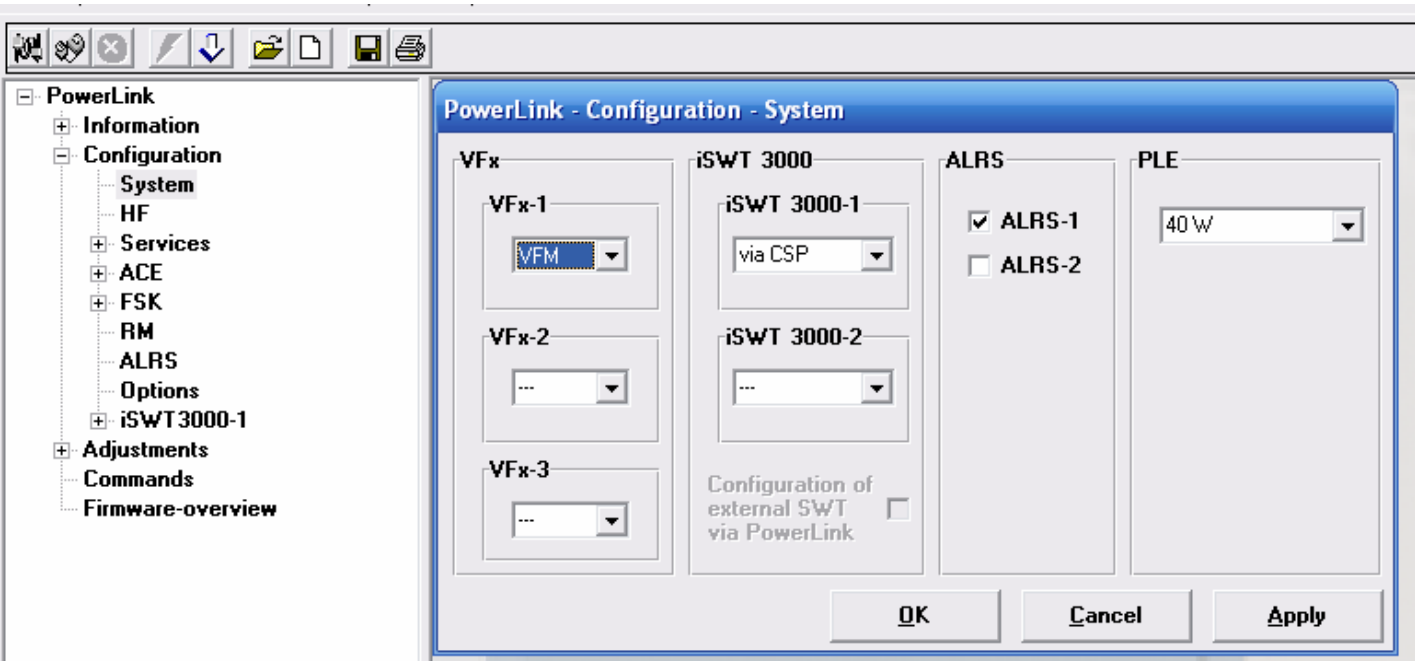 PowerLink
Information
Configuration
System
HF
Services
ACE
FSK
RM
ALRS
Options
iSWT3000-1
Adjustments
Commands
Firmware-overview
PowerLink - Configuration - System
VFx
VFx-1
VFM
VFx-2
---
VFx-3
---
iSWT 3000
iSWT 3000-1
via CSP
iSWT 3000-2
---
Configuration of
external SWT
via PowerLink
ALRS
ALRS-1
ALRS-2
PLE
40 W
OK
Cancel
Apply